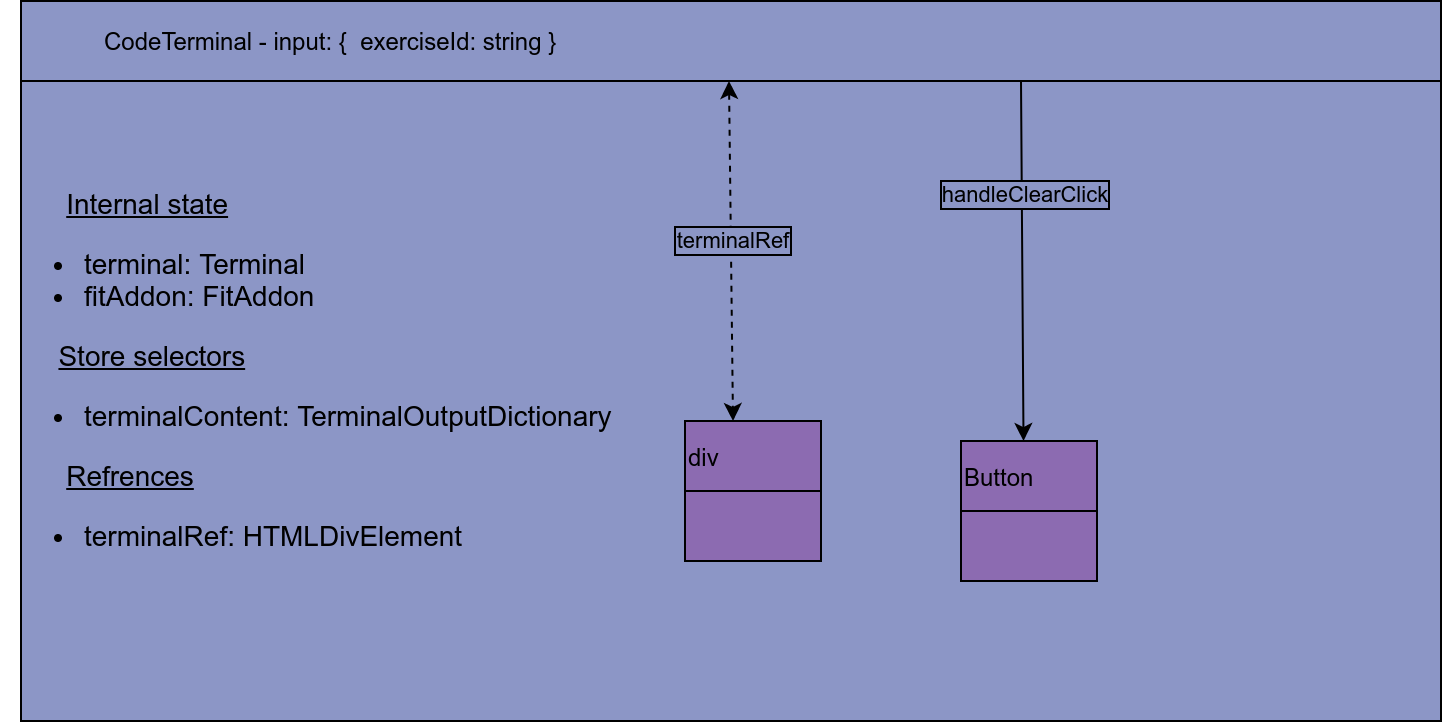 CodeTerminal - input: {  exerciseId: string }
Internal state
terminal: Terminal
fitAddon: FitAddon
Store selectors
terminalContent: TerminalOutputDictionary
Refrences
terminalRef: HTMLDivElement
terminalRef
handleClearClick
div
Button